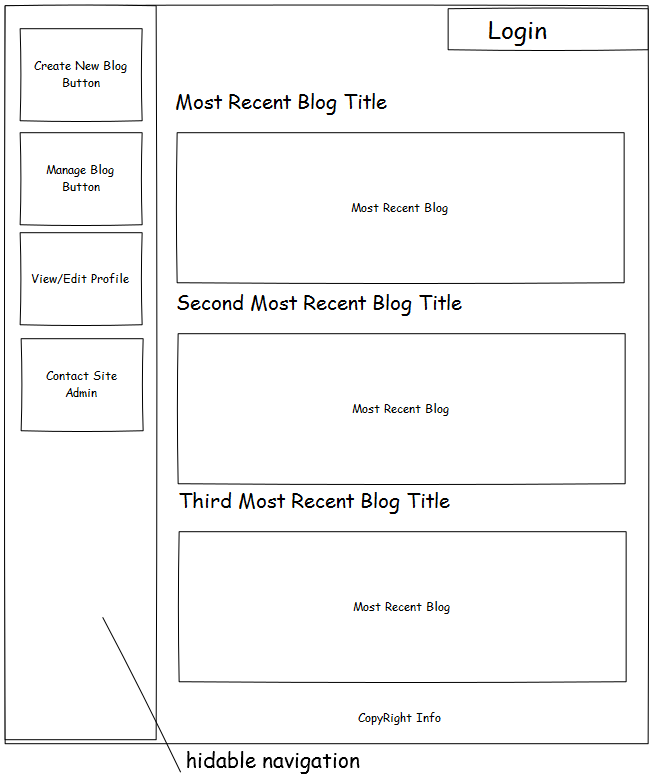 Login
Create New Blog
Button
Manage Blog
Button
View/Edit Profile
Contact Site
Admin
Most Recent Blog Title
Most Recent Blog
Second Most Recent Blog Title
Most Recent Blog
Third Most Recent Blog Title
Most Recent Blog
CopyRight Info
hidable navigation